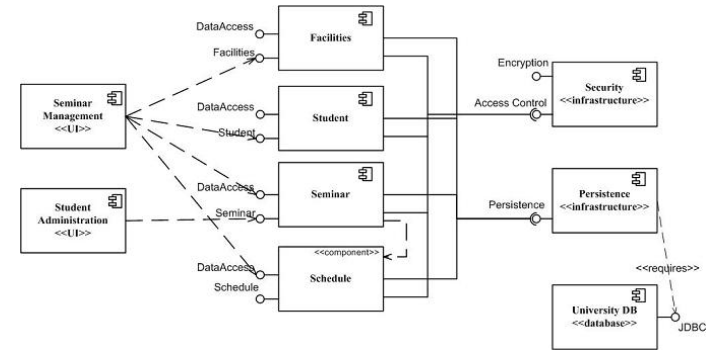 DataAccess
Facilities
Facilities
Encryption
Security
<<infrastructure>>
Access Control
Seminar
Management
<<UI>>
DataAccess
Student
Student
DataAccess
Seminar
Seminar
Student
Administration
<<UI>>
Persistence
Persistence
<<infrastructure>>
<<component>>
DataAccess
Schedule
Schedule
<<requires>>
University DB
<<database>>
JDBC